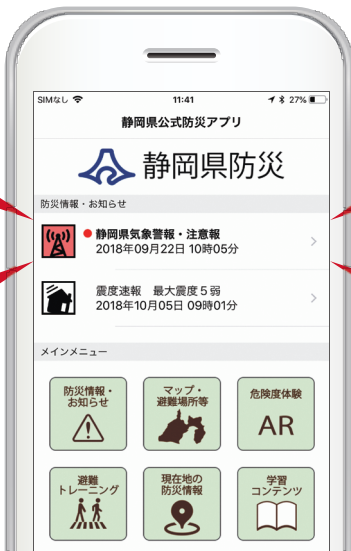 SIMなし 11:41 27%
静岡県公式防災アプリ
静岡県防災
防災情報・お知らせ
静岡県気象警報・注意報
2018年09月22日 10時05分
震度速報 最大震度5弱
2018年10月05日 09時01分
メインメニュー
防災情報・
お知らせ
マップ・
避難場所等
危険度体験
AR
避難
トレーニング
現在地の
防災情報
学習
コンテンツ